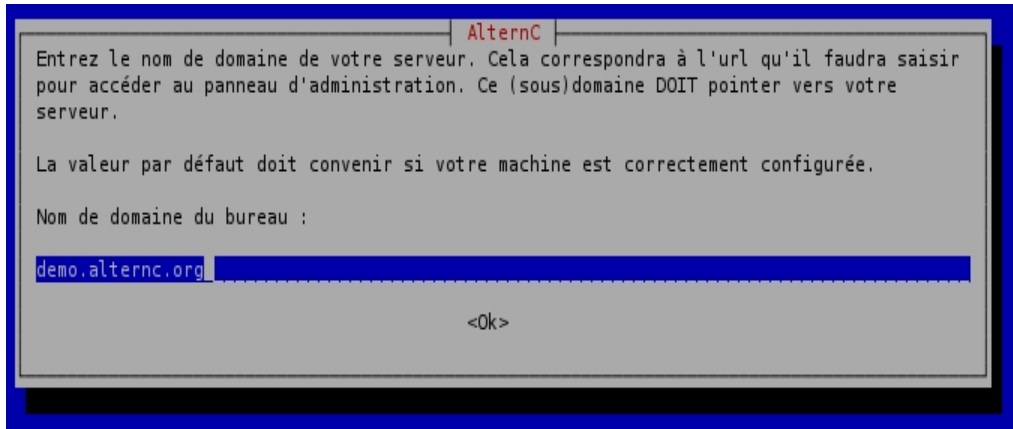 AlternC
Entrez le nom de domaine de votre serveur. Cela correspondra à l'url qu'il faudra saisir
pour accéder au panneau d'administration. Ce (sous)domaine DOIT pointer vers votre
serveur.
La valeur par défaut doit convenir si votre machine est correctement configurée.
Nom de domaine du bureau :
demo.alternc.org
<Ok>